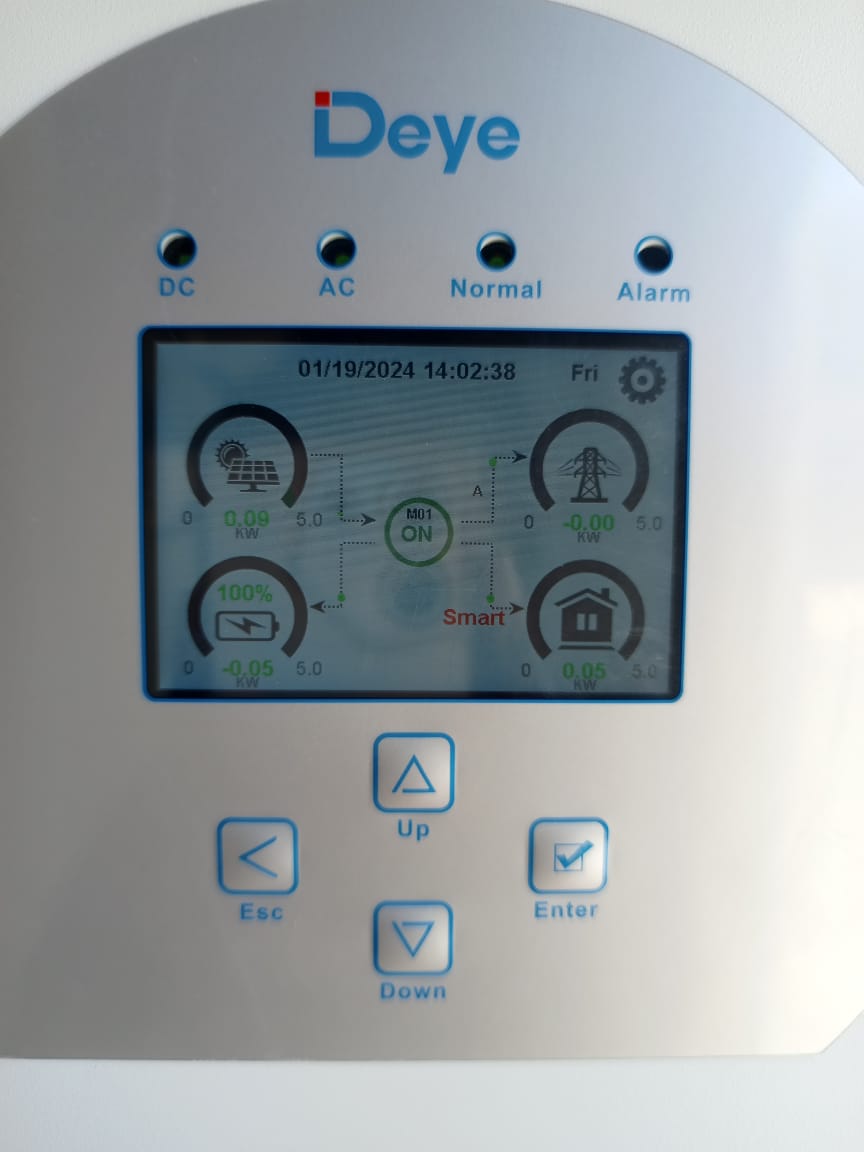 Deye
DC AC Normal Alarm
01/19/2024 14:02:38 Fri
0 0.09 5.0
KW
M01
ON
A
0 -0.00 5.0
KW
100%
0 -0.05 5.0
KW
Smart
0 0.05 5.0
KW
Up
Esc
Enter
Down